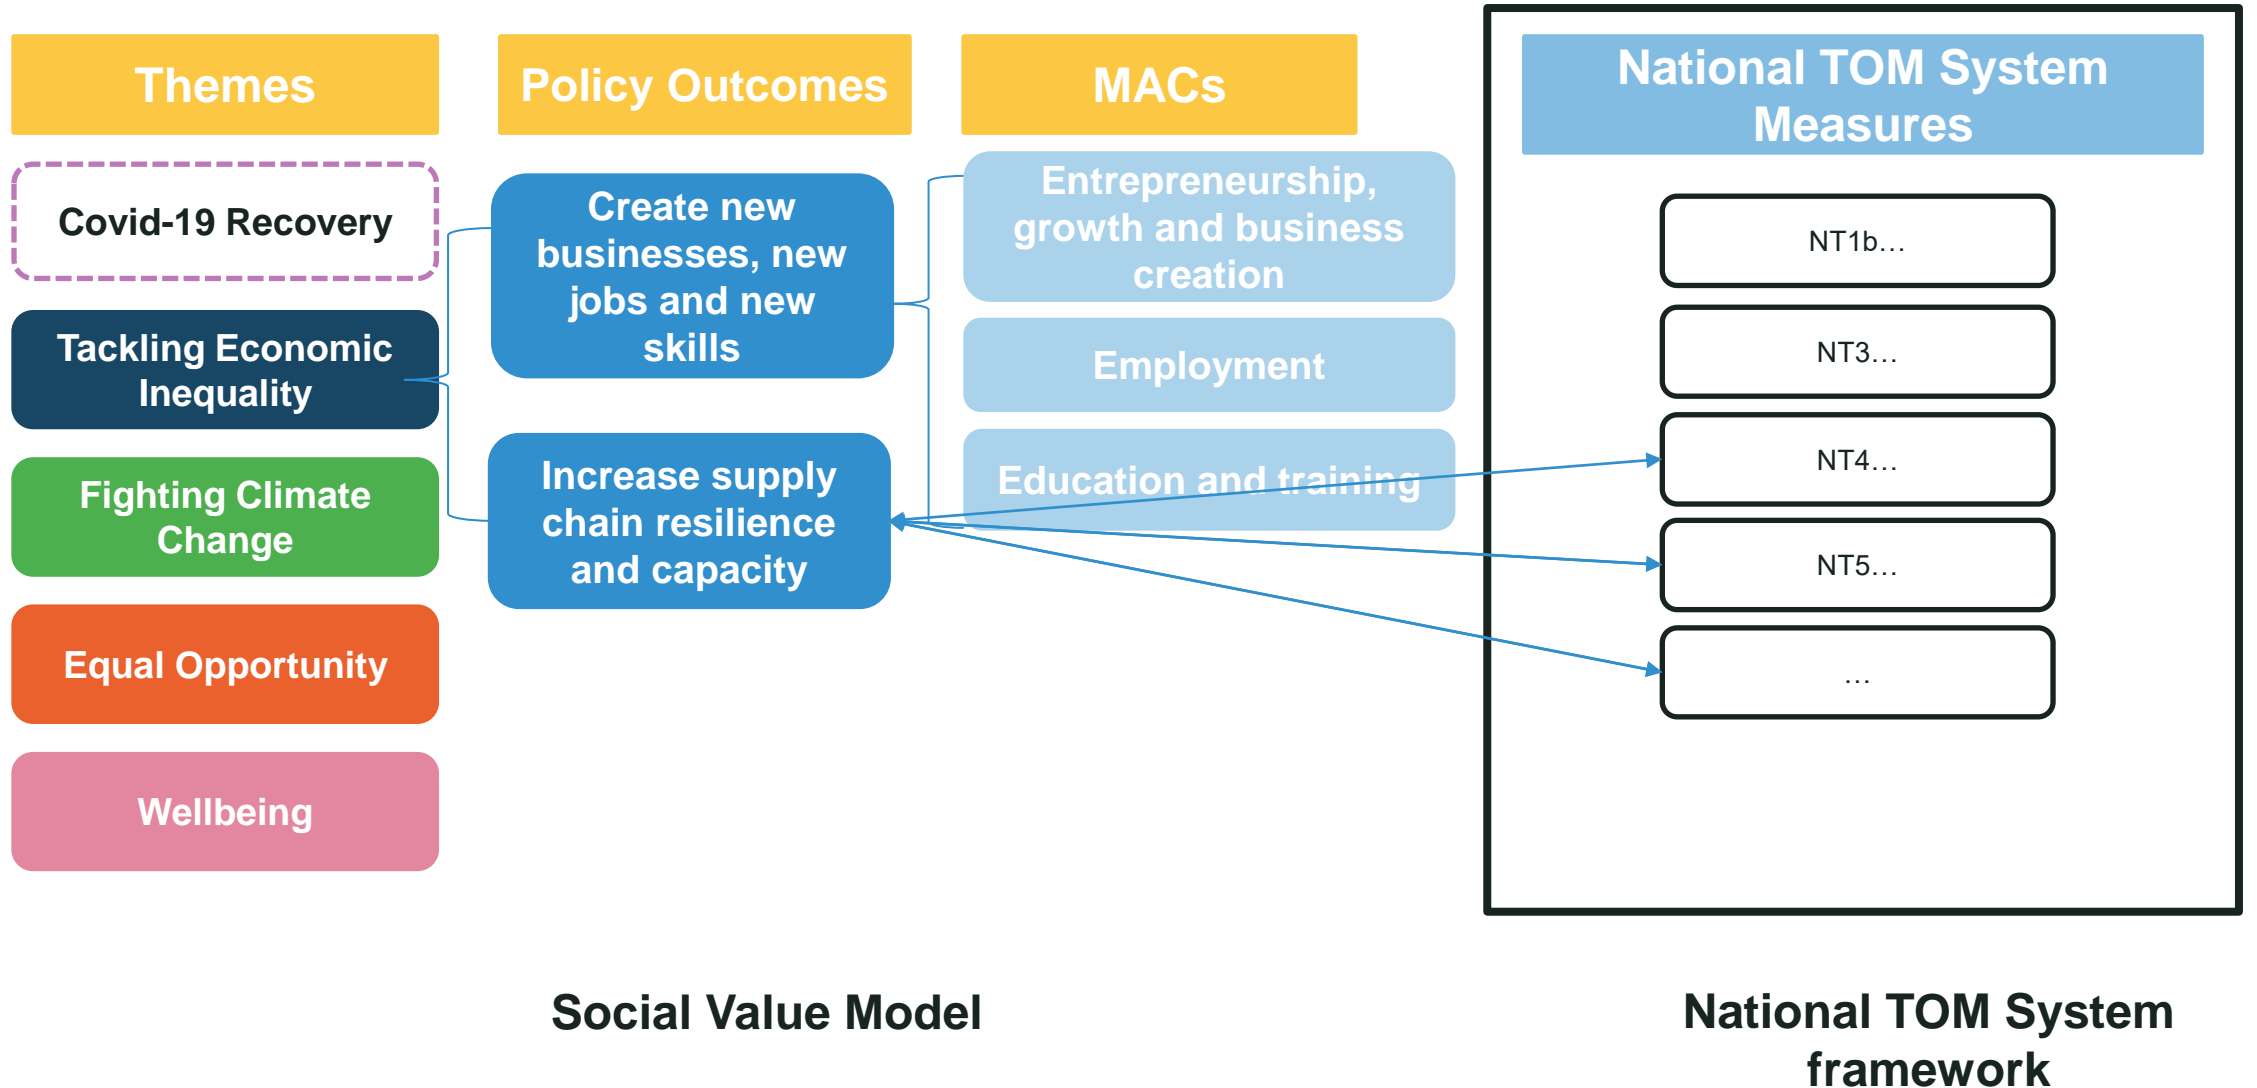 Themes
Policy Outcomes
MACs
National TOM System
Measures
Covid-19 Recovery
Tackling Economic
Inequality
Fighting Climate
Change
Equal Opportunity
Wellbeing
Create new
businesses, new
jobs and new
skills
Increase supply
chain resilience
and capacity
Entrepreneurship,
growth and business
creation
Employment
Education and training
NT1b…
NT3…
NT4…
NT5…
…
Social Value Model
National TOM System
framework